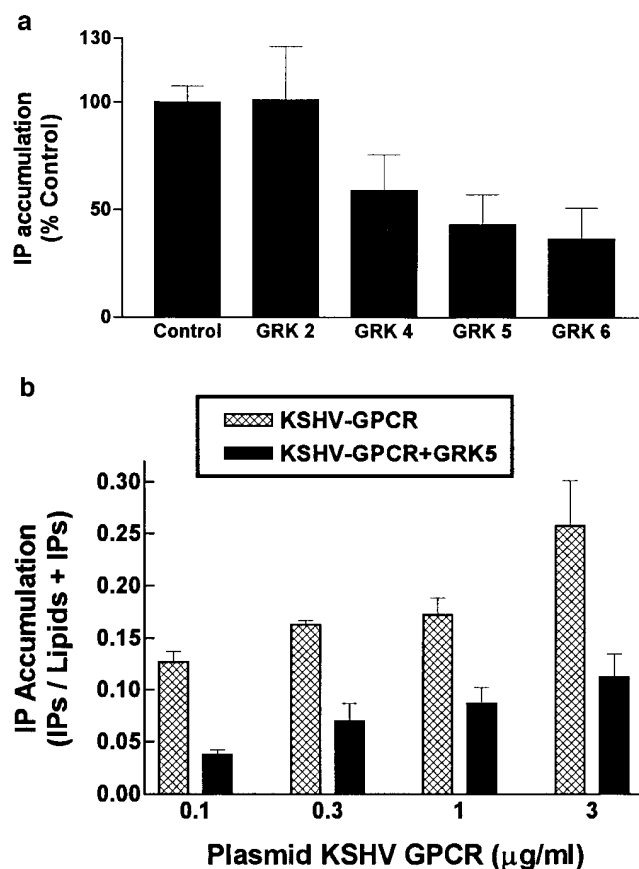 a
130
100
50
0
IP accumulation
(% Control)
Control GRK 2 GRK 4 GRK 5 GRK 6
b
KSHV-GPCR
KSHV-GPCR+GRK5
0.30
0.25
0.20
0.15
0.10
0.05
0.00
IP Accumulation
(IPs / Lipids + IPs)
0.1 0.3 1 3
Plasmid KSHV GPCR (μg/ml)